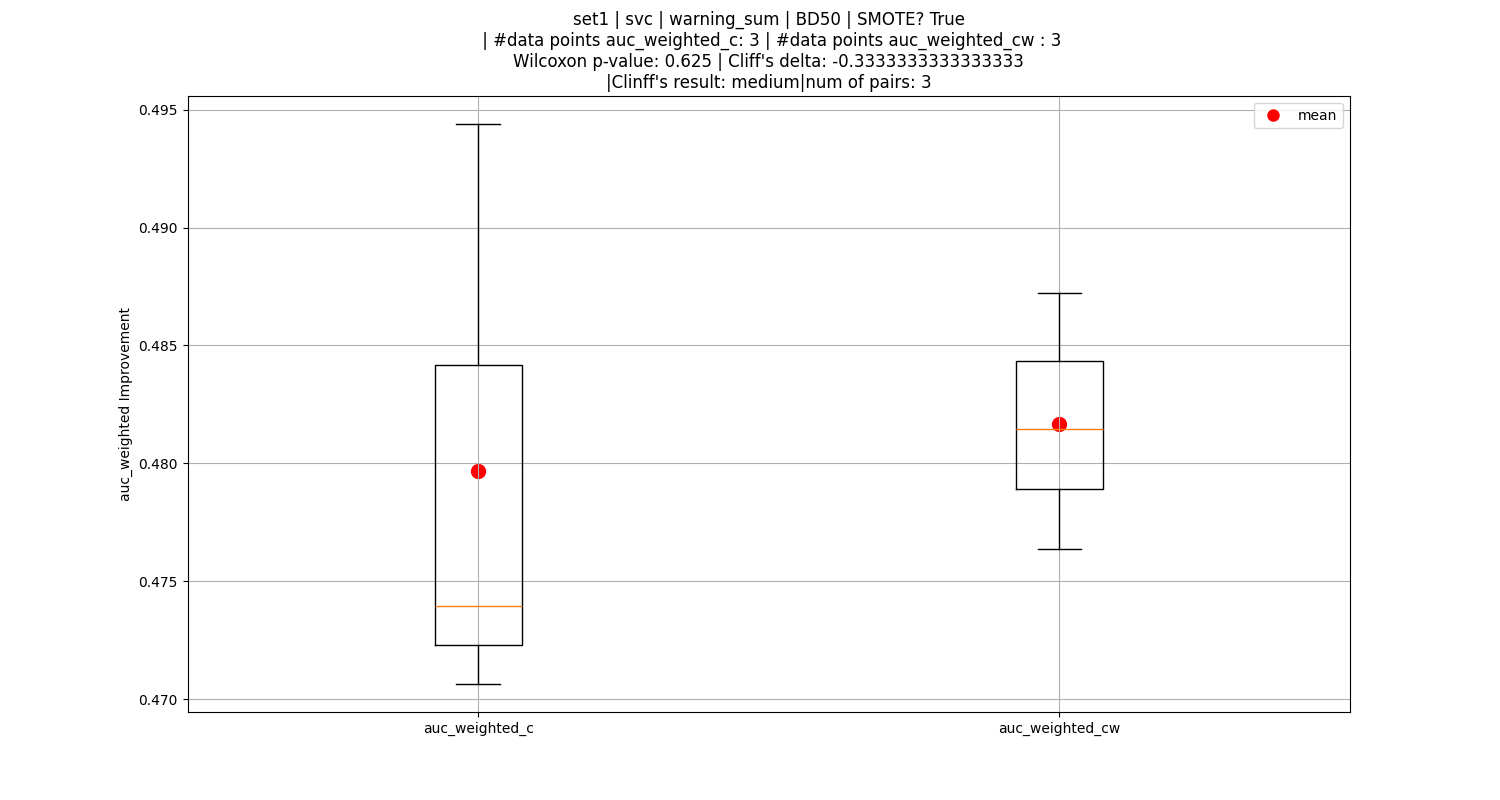 set1 | svc | warning_sum | BD50 | SMOTE? True
| #data points auc_weighted_c: 3 | #data points auc_weighted_cw : 3
Wilcoxon p-value: 0.625 | Cliff's delta: -0.3333333333333333
|Clinff's result: medium|num of pairs: 3
mean
0.495
0.490
0.485
0.480
0.475
0.470
auc_weighted Improvement
auc_weighted_c
auc_weighted_cw